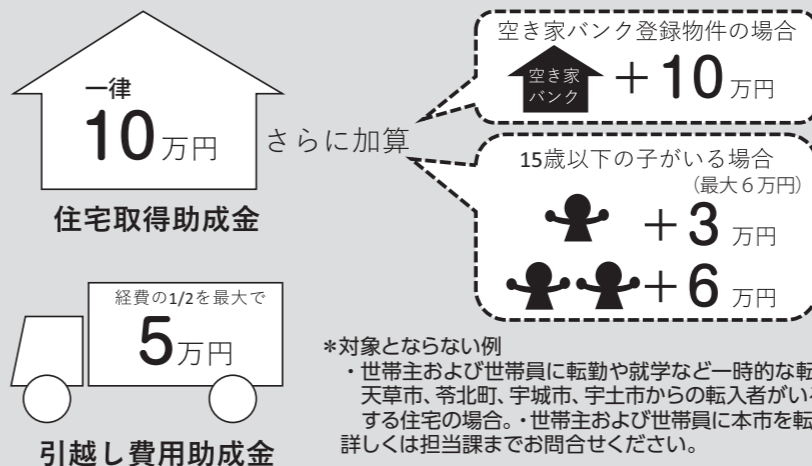 一律
10万円
住宅取得助成金
さらに加算
空き家バンク登録物件の場合
空き家
バンク
+10万円
15歳以下の子がいる場合
(最大6万円)
+3万円
+6万円
経費の1/2を最大で
5万円
引越し費用助成金
*対象とならない例
・世帯主および世帯員に転勤や就学など一時的な転
天草市、苓北町、宇城市、宇土市からの転入者がい
する住宅の場合。・世帯主および世帯員に本市を転
詳しくは担当課までお問合せください。